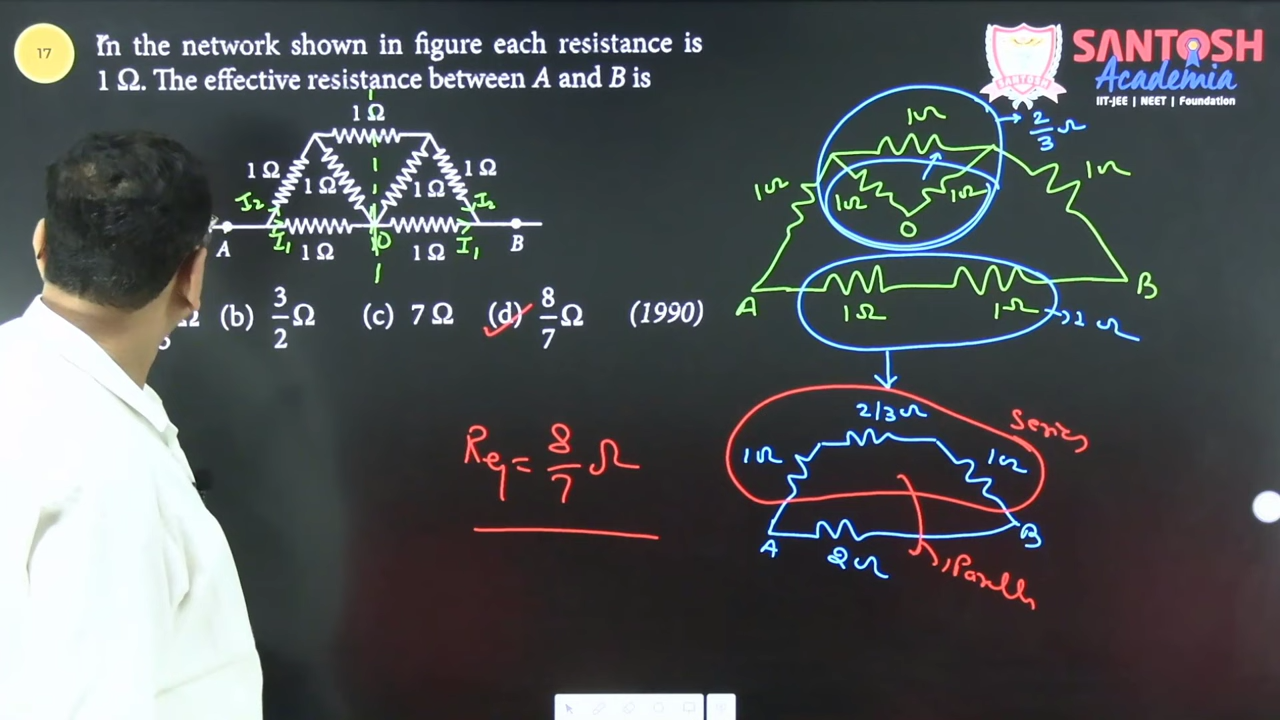 17
In the network shown in figure each resistance is
1 Ω. The effective resistance between A and B is
1 Ω
1 Ω
1 Ω
1 Ω
1 Ω
I2
I2
A
I1
O
I1
B
1 Ω
1 Ω
Ω (b) 3/2 Ω (c) 7 Ω (d) 8/7 Ω (1990)
Req = 8/7 Ω
SANTOSH
Academia
IIT-JEE | NEET | Foundation
1Ω
2/3 Ω
1Ω
1Ω
1Ω
1Ω
O
A
B
1Ω
1Ω
2 Ω
2/3 Ω
Series
1Ω
1Ω
A
B
2Ω